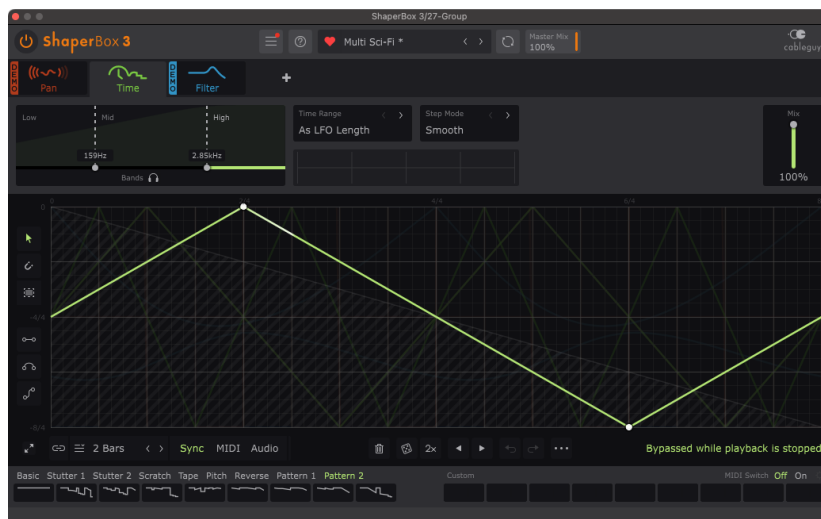 ShaperBox 3/27-Group
ShaperBox 3
Multi Sci-Fi *
Master Mix
100%
cableguy
DEMO
Pan
Time
DEMO
Filter
Low
Mid
High
159Hz
2.85kHz
Bands
Time Range
As LFO Length
Step Mode
Smooth
Mix
100%
0
0
4/4
6/4
-4/4
-8/4
2 Bars
Sync MIDI Audio
2x
Bypassed while playback is stopped
Basic Stutter 1 Stutter 2 Scratch Tape Pitch Reverse Pattern 1 Pattern 2
Custom
MIDI Switch Off On